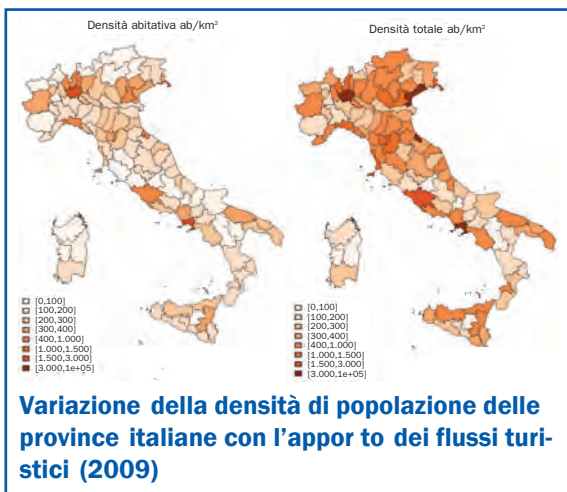 Densità abitativa ab/km²
Densità totale ab/km²
[0,100]
[100,200]
[200,300]
[300,400]
[400,1.000]
[1.000,1.500]
[1.500,3.000]
[3.000,1e+05]
[0,100]
[100,200]
[200,300]
[300,400]
[400,1.000]
[1.000,1.500]
[1.500,3.000]
[3.000,1e+05]
Variazione della densità di popolazione delle
province italiane con l'appor to dei flussi turi-
stici (2009)